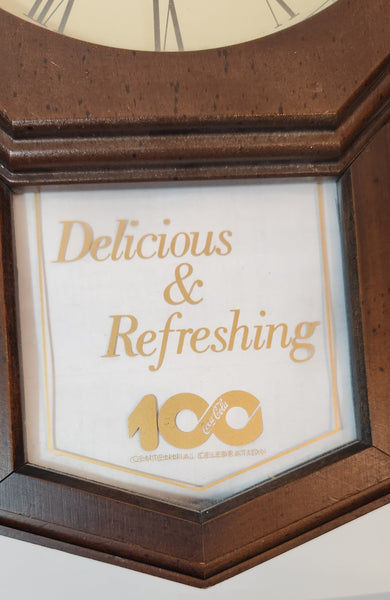 Delicious
&
Refreshing
100
Coca-Cola
CENTENNIAL CELEBRATION